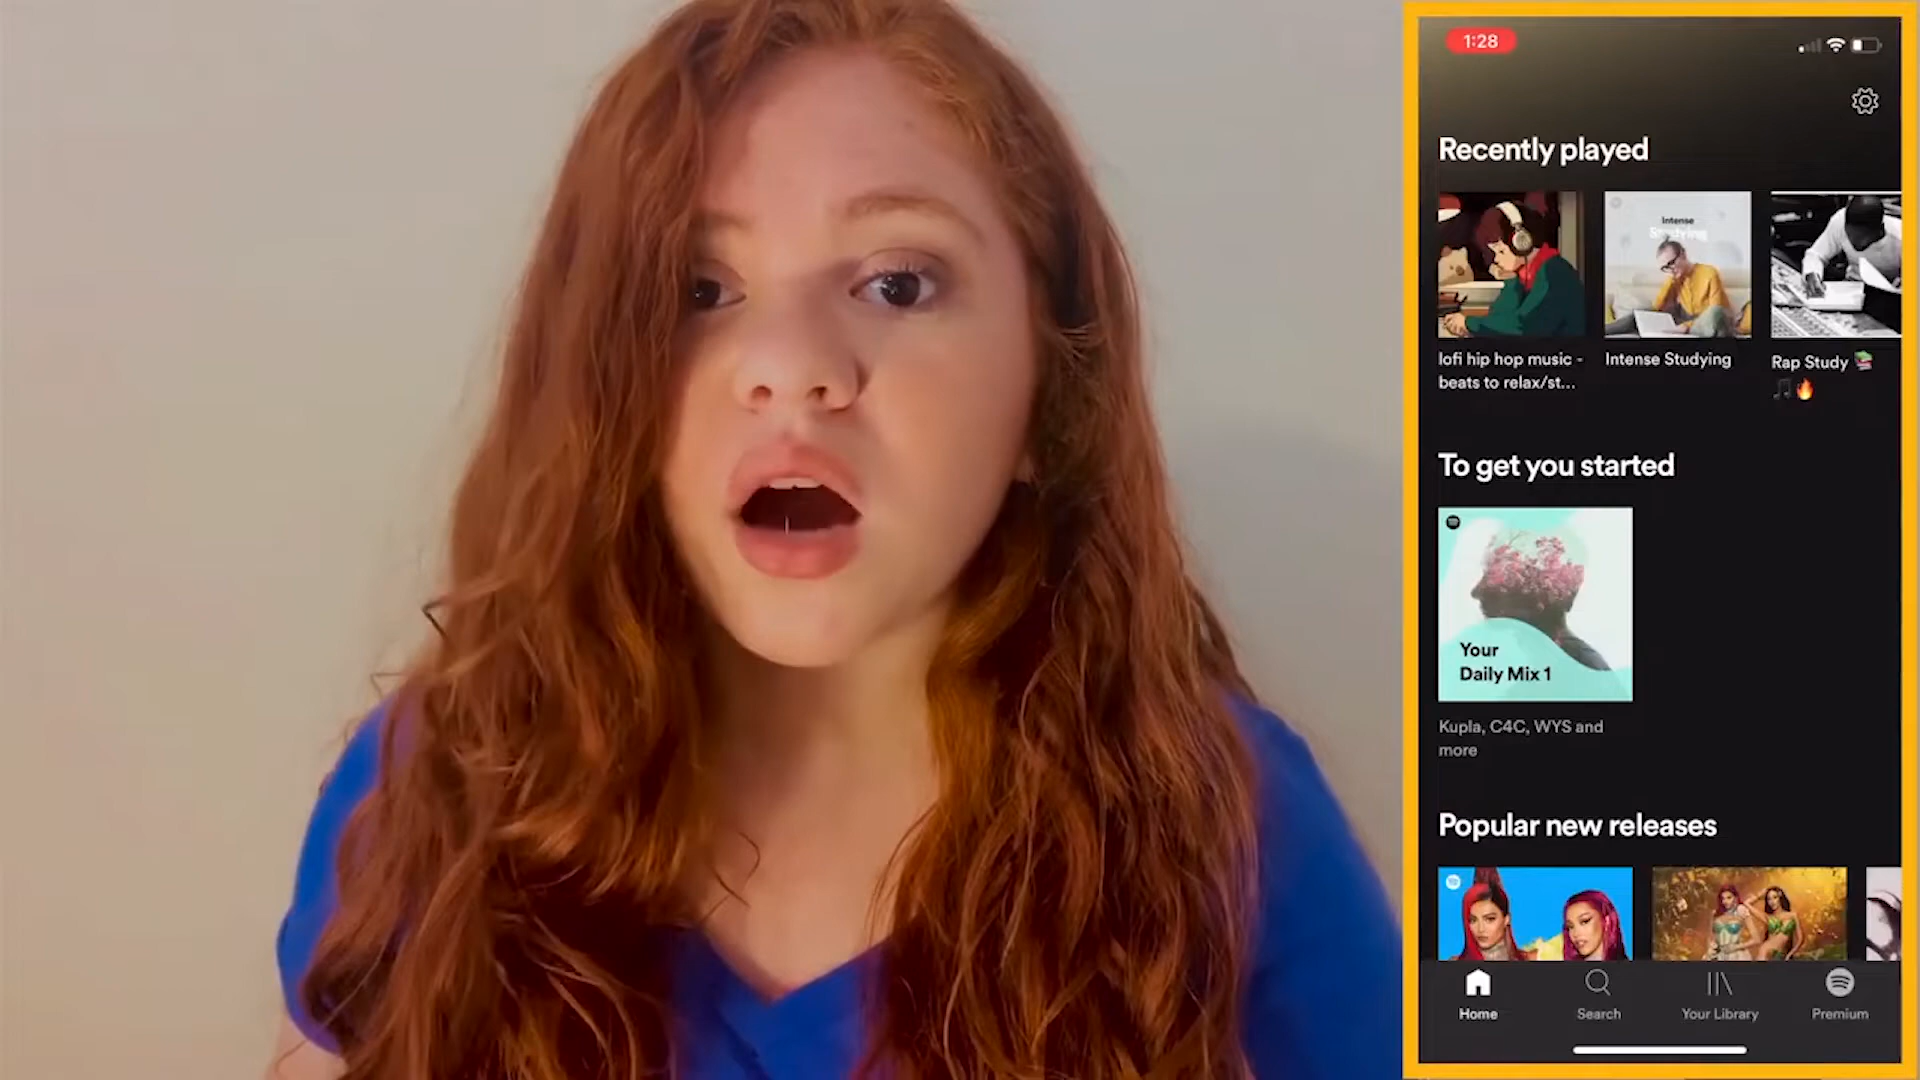 1:28
Recently played
Intense
Studying
lofi hip hop music -
beats to relax/st...
Intense Studying
Rap Study 📚
🎵🔥
To get you started
Your
Daily Mix 1
Kupla, C4C, WYS and
more
Popular new releases
Home
Search
Your Library
Premium